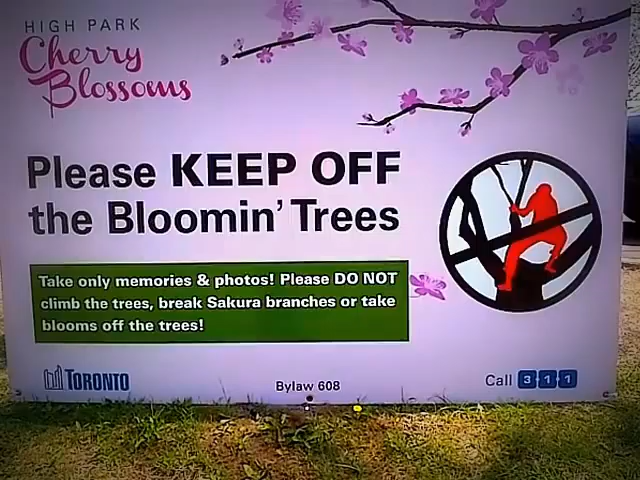 HIGH PARK
Cherry
Blossoms
Please KEEP OFF
the Bloomin' Trees
Take only memories & photos! Please DO NOT
climb the trees, break Sakura branches or take
blooms off the trees!
TORONTO
Bylaw 608
Call 311